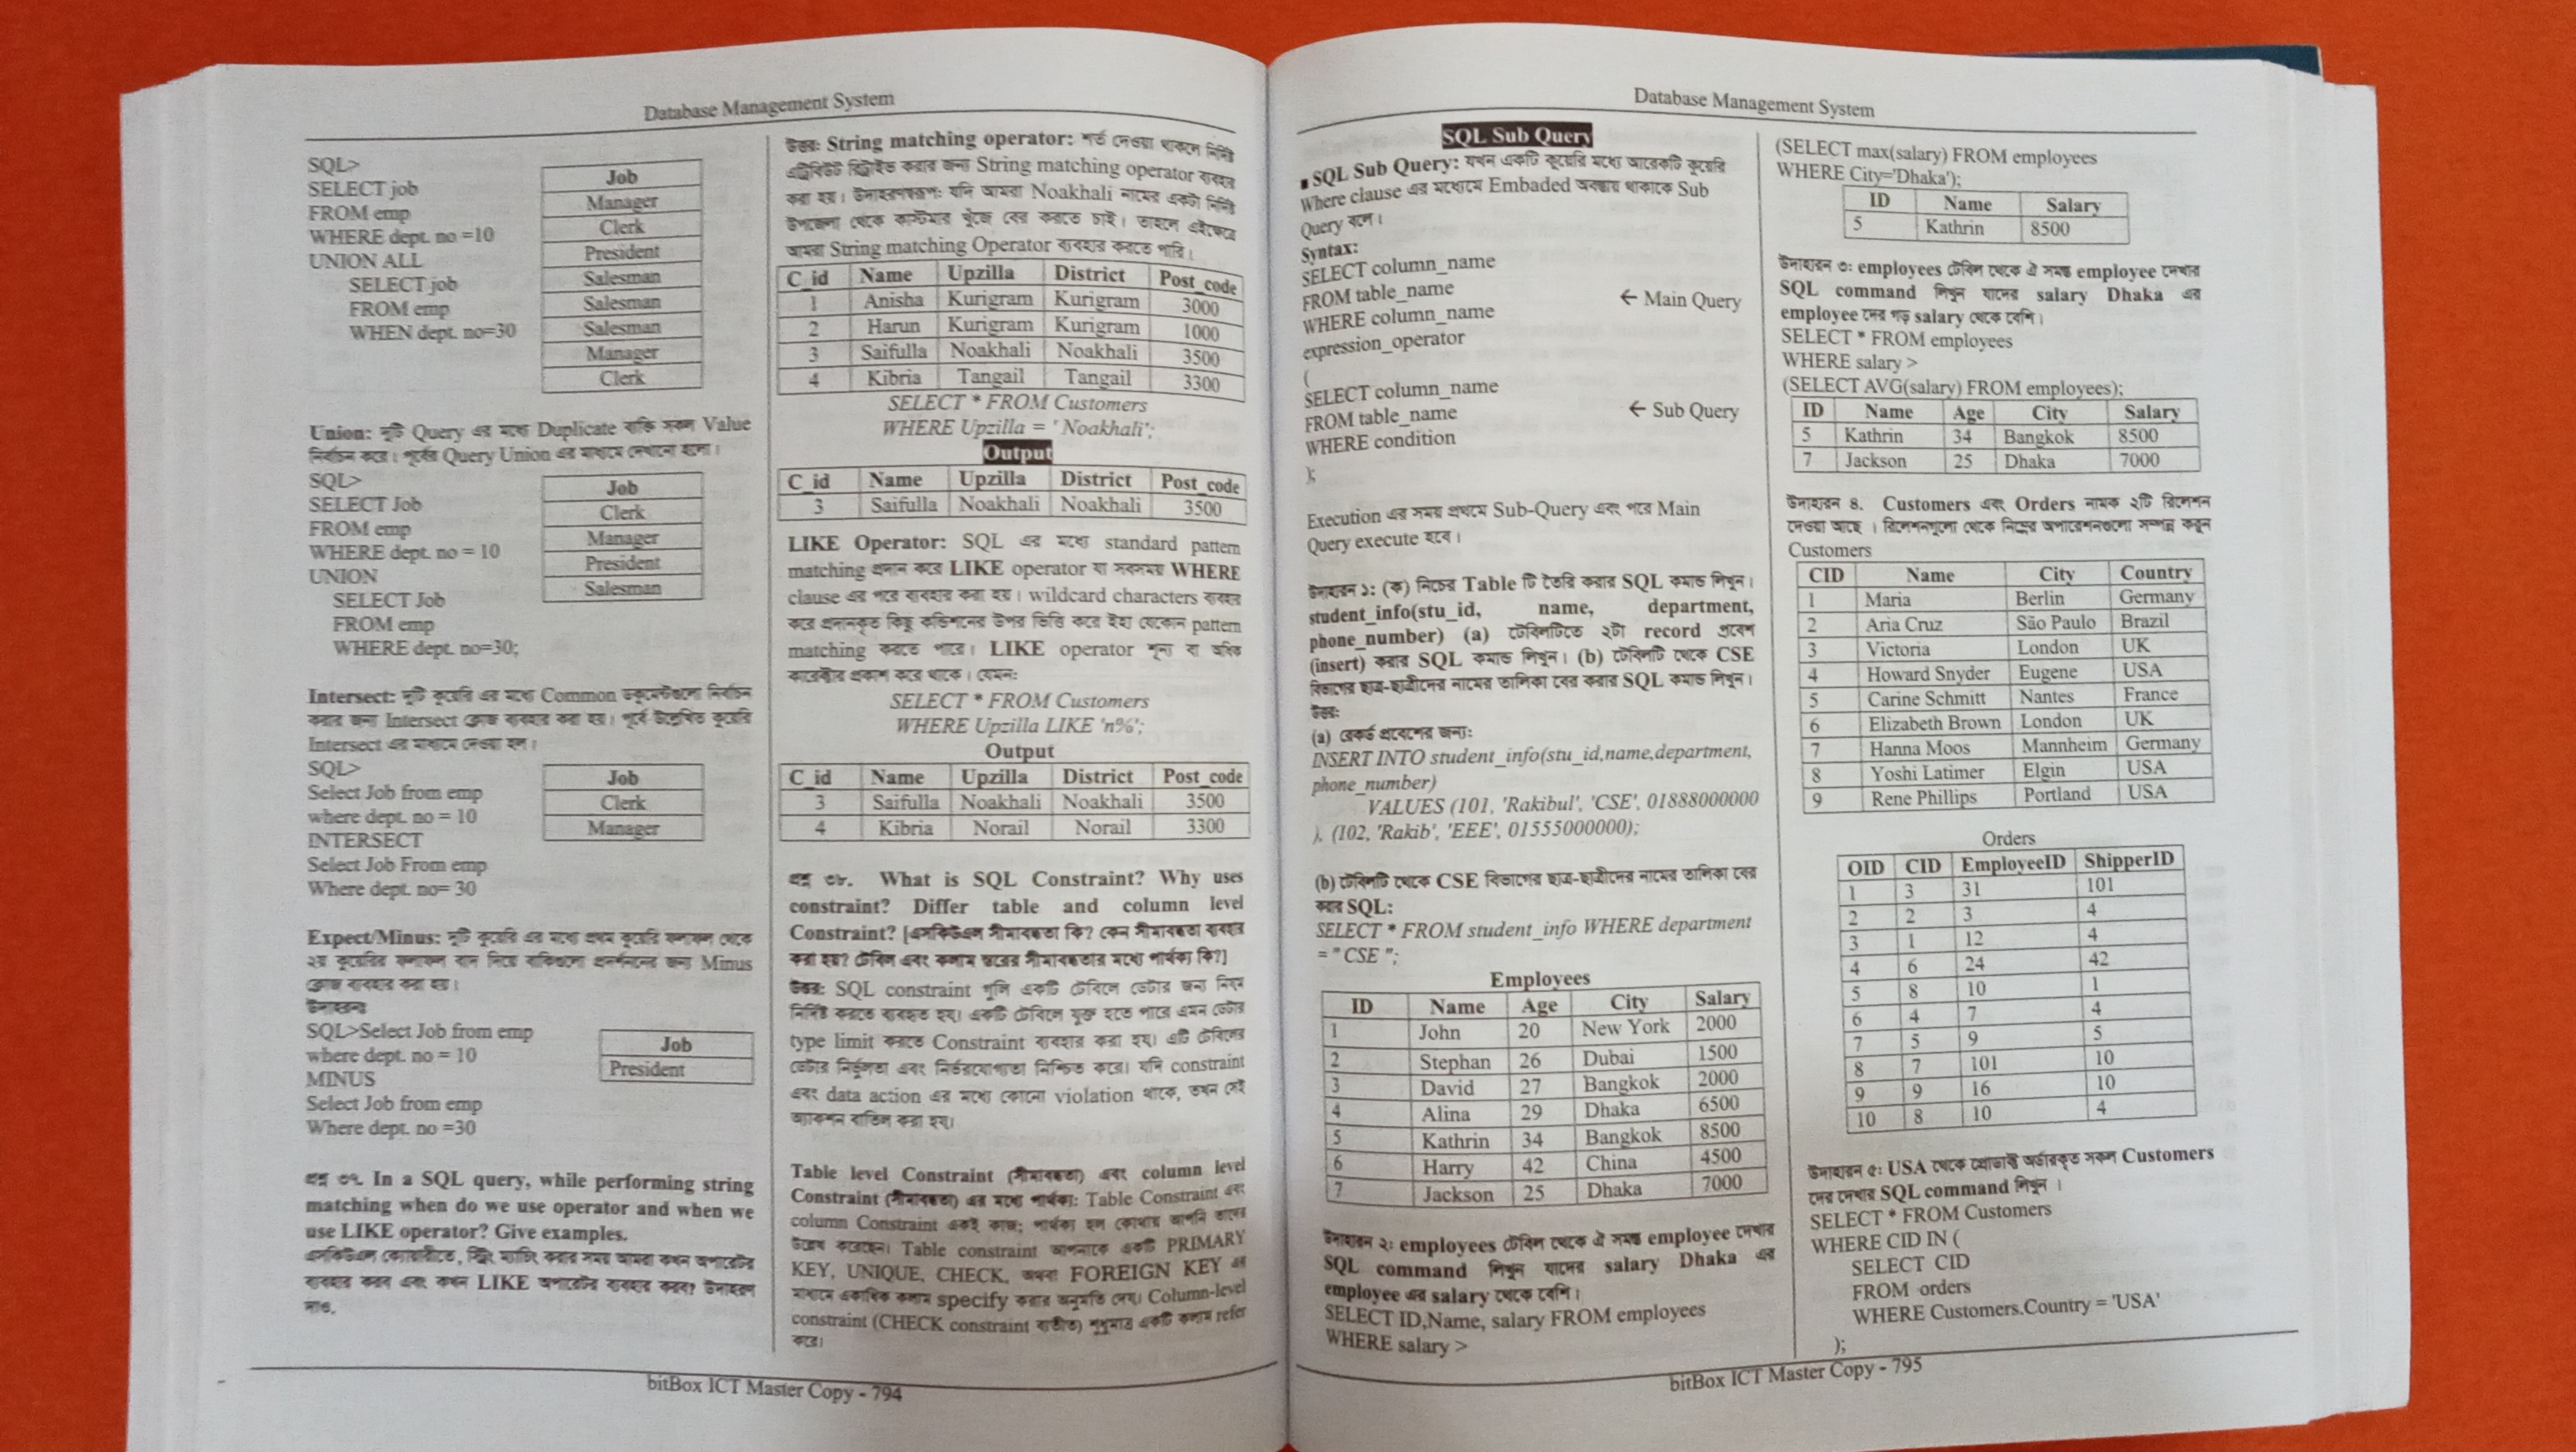 Database Management System
SQL>
SELECT job
FROM emp
WHERE dept. no =10
UNION ALL
SELECT job
FROM emp
WHEN dept. no=30
Job
Manager
Clerk
President
Salesman
Salesman
Salesman
Manager
Clerk
Union: দুটি Query এর মধ্যে Duplicate বাকি সকল Value
নির্বাচন করে। পূর্বের Query Union এর মাধ্যমে দেখানো হলো।
SQL>
SELECT Job
FROM emp
WHERE dept. no = 10
UNION
SELECT Job
FROM emp
WHERE dept. no=30;
Job
Clerk
Manager
President
Salesman
Intersect: দুটি কুয়েরি এর মধ্যে Common ডকুমেন্টগুলো নির্বাচন
করার জন্য Intersect ক্লোজ ব্যবহার করা হয়। পূর্বে উল্লেখিত কুয়েরি
Intersect এর মাধ্যমে দেওয়া হল।
SQL>
Select Job from emp
where dept. no = 10
INTERSECT
Select Job From emp
Where dept. no= 30
Job
Clerk
Manager
Expect/Minus: দুটি কুয়েরি এর মধ্যে প্রথম কুয়েরি ফলাফল থেকে
২য় কুয়েরির ফলাফল বাদ দিয়ে বাকিগুলো প্রদর্শনের জন্য Minus
ক্লোজ ব্যবহার করা হয়।
উদাহরনঃ
SQL>Select Job from emp
where dept. no = 10
MINUS
Select Job from emp
Where dept. no =30
Job
President
প্রশ্ন ৩৭. In a SQL query, while performing string
matching when do we use operator and when we
use LIKE operator? Give examples.
এসকিউএল কোয়েরীতে, স্ট্রিং ম্যাচিং করার সময় আমরা কখন অপারেটর
ব্যবহার করব এবং কখন LIKE অপারেটর ব্যবহার করব? উদাহরণ
দাও.
উত্তর: String matching operator: শর্ত দেওয়া থাকলে নির্দিষ্ট
এট্রিবিউট রিট্রাইভ করার জন্য String matching operator ব্যবহার
করা হয়। উদাহরণস্বরূপ: যদি আমরা Noakhali নামের একটা নির্দিষ্ট
উপজেলা থেকে কাস্টমার খুঁজে বের করতে চাই। তাহলে এইক্ষেত্রে
আমরা String matching Operator ব্যবহার করতে পারি।
C_id Name Upzilla District Post_code
1 Anisha Kurigram Kurigram 3000
2 Harun Kurigram Kurigram 1000
3 Saifulla Noakhali Noakhali 3500
4 Kibria Tangail Tangail 3300
SELECT * FROM Customers
WHERE Upzilla = ' Noakhali';
Output
C_id Name Upzilla District Post_code
3 Saifulla Noakhali Noakhali 3500
LIKE Operator: SQL এর মধ্যে standard pattern
matching প্রদান করে LIKE operator যা সবসময় WHERE
clause এর পরে ব্যবহার করা হয়। wildcard characters ব্যবহার
করে প্রদানকৃত কিছু কন্ডিশনের উপর ভিত্তি করে ইহা যেকোন pattern
matching করতে পারে। LIKE operator শূন্য বা অধিক
কারেক্টার প্রকাশ করে থাকে। যেমন:
SELECT * FROM Customers
WHERE Upzilla LIKE 'n%';
Output
C_id Name Upzilla District Post_code
3 Saifulla Noakhali Noakhali 3500
4 Kibria Norail Norail 3300
প্রশ্ন ৩৮. What is SQL Constraint? Why uses
constraint? Differ table and column level
Constraint? [এসকিউএল সীমাবদ্ধতা কি? কেন সীমাবদ্ধতা ব্যবহার
করা হয়? টেবিল এবং কলাম স্তরের সীমাবদ্ধতার মধ্যে পার্থক্য কি?]
উত্তর: SQL constraint গুলি একটি টেবিলে ডেটার জন্য নিয়ম
নির্দিষ্ট করতে ব্যবহৃত হয়। একটি টেবিলে যুক্ত হতে পারে এমন ডেটার
type limit করতে Constraint ব্যবহার করা হয়। এটি টেবিলের
ডেটার নির্ভুলতা এবং নির্ভরযোগ্যতা নিশ্চিত করে। যদি constraint
এবং data action এর মধ্যে কোনো violation থাকে, তখন সেই
অ্যাকশন বাতিল করা হয়।
Table level Constraint (সীমাবদ্ধতা) এবং column level
Constraint (সীমাবদ্ধতা) এর মধ্যে পার্থক্য: Table Constraint এবং
column Constraint একই কাজ; পার্থক্য হল কোথায় আপনি তাদের
উল্লেখ করেছেন। Table constraint আপনাকে একটি PRIMARY
KEY, UNIQUE, CHECK, অথবা FOREIGN KEY এর
মাধ্যমে একাধিক কলাম specify করার অনুমতি দেয়। Column-level
constraint (CHECK constraint ব্যতীত) শুধুমাত্র একটি কলাম refer
করে।
bitBox ICT Master Copy - 794
Database Management System
SQL Sub Query
▪ SQL Sub Query: যখন একটি কুয়েরি মধ্যে আরেকটি কুয়েরি
Where clause এর মধ্যেমে Embaded অবস্থায় থাকাকে Sub
Query বলে।
Syntax:
SELECT column_name
FROM table_name
WHERE column_name
expression_operator
← Main Query
(
SELECT column_name
FROM table_name
WHERE condition
← Sub Query
);
Execution এর সময় প্রথমে Sub-Query এবং পরে Main
Query execute হবে।
উদাহরন ১: (ক) নিচের Table টি তৈরি করার SQL কমান্ড লিখুন।
student_info(stu_id, name, department,
phone_number) (a) টেবিলটিতে ২টা record প্রবেশ
(insert) করার SQL কমান্ড লিখুন। (b) টেবিলটি থেকে CSE
বিভাগের ছাত্র-ছাত্রীদের নামের তালিকা বের করার SQL কমান্ড লিখুন।
উত্তর:
(a) রেকর্ড প্রবেশের জন্য:
INSERT INTO student_info(stu_id,name,department,
phone_number)
VALUES (101, 'Rakibul', 'CSE', 01888000000
), (102, 'Rakib', 'EEE', 01555000000);
(b) টেবিলটি থেকে CSE বিভাগের ছাত্র-ছাত্রীদের নামের তালিকা বের
করার SQL:
SELECT * FROM student_info WHERE department
= " CSE ";
Employees
ID Name Age City Salary
1 John 20 New York 2000
2 Stephan 26 Dubai 1500
3 David 27 Bangkok 2000
4 Alina 29 Dhaka 6500
5 Kathrin 34 Bangkok 8500
6 Harry 42 China 4500
7 Jackson 25 Dhaka 7000
উদাহরন ২: employees টেবিল থেকে ঐ সমস্ত employee দেখার
SQL command লিখুন যাদের salary Dhaka এর
employee এর salary থেকে বেশি।
SELECT ID,Name, salary FROM employees
WHERE salary >
(SELECT max(salary) FROM employees
WHERE City='Dhaka');
ID Name Salary
5 Kathrin 8500
উদাহরন ৩: employees টেবিল থেকে ঐ সমস্ত employee দেখার
SQL command লিখুন যাদের salary Dhaka এর
employee দের গড় salary থেকে বেশি।
SELECT * FROM employees
WHERE salary >
(SELECT AVG(salary) FROM employees);
ID Name Age City Salary
5 Kathrin 34 Bangkok 8500
7 Jackson 25 Dhaka 7000
উদাহরন ৪. Customers এবং Orders নামক ২টি রিলেশন
দেওয়া আছে । রিলেশনগুলো থেকে নিম্নের অপারেশনগুলো সম্পন্ন করুন
Customers
CID Name City Country
1 Maria Berlin Germany
2 Aria Cruz São Paulo Brazil
3 Victoria London UK
4 Howard Snyder Eugene USA
5 Carine Schmitt Nantes France
6 Elizabeth Brown London UK
7 Hanna Moos Mannheim Germany
8 Yoshi Latimer Elgin USA
9 Rene Phillips Portland USA
Orders
OID CID EmployeeID ShipperID
1 3 31 101
2 2 3 4
3 1 12 4
4 6 24 42
5 8 10 1
6 4 7 4
7 5 9 5
8 7 101 10
9 9 16 10
10 8 10 4
উদাহরন ৫: USA থেকে প্রোডাক্ট অর্ডারকৃত সকল Customers
দের দেখার SQL command লিখুন ।
SELECT * FROM Customers
WHERE CID IN (
SELECT CID
FROM orders
WHERE Customers.Country = 'USA'
);
bitBox ICT Master Copy - 795